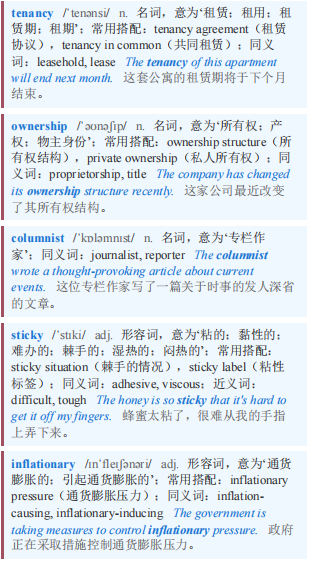 tenancy /ˈtenənsi/ n. 名词，意为‘租赁；租用；租
赁期；租期’；常用搭配：tenancy agreement（租赁
协议），tenancy in common（共同租赁）；同义
词：leasehold, lease The tenancy of this apartment
will end next month. 这套公寓的租赁期将于下个月
结束。
ownership /ˈəʊnəʃɪp/ n. 名词，意为‘所有权；产
权；物主身份’；常用搭配：ownership structure（所
有权结构），private ownership（私人所有权）；同
义词：proprietorship, title The company has changed
its ownership structure recently. 这家公司最近改变
了其所有权结构。
columnist /ˈkɒləmnɪst/ n. 名词，意为‘专栏作
家’；同义词：journalist, reporter The columnist
wrote a thought-provoking article about current
events. 这位专栏作家写了一篇关于时事的发人深省
的文章。
sticky /ˈstɪki/ adj. 形容词，意为‘粘的；黏性的；
难办的；棘手的；湿热的；闷热的’；常用搭配：
sticky situation（棘手的情况），sticky label（粘性
标签）；同义词：adhesive, viscous；近义词：
difficult, tough The honey is so sticky that it's hard to
get it off my fingers. 蜂蜜太粘了，很难从我的手指
上弄下来。
inflationary /ɪnˈfleɪʃənəri/ adj. 形容词，意为‘通货
膨胀的；引起通货膨胀的’；常用搭配：inflationary
pressure（通货膨胀压力）；同义词：inflation-
causing, inflationary-inducing The government is
taking measures to control inflationary pressure. 政府
正在采取措施控制通货膨胀压力。